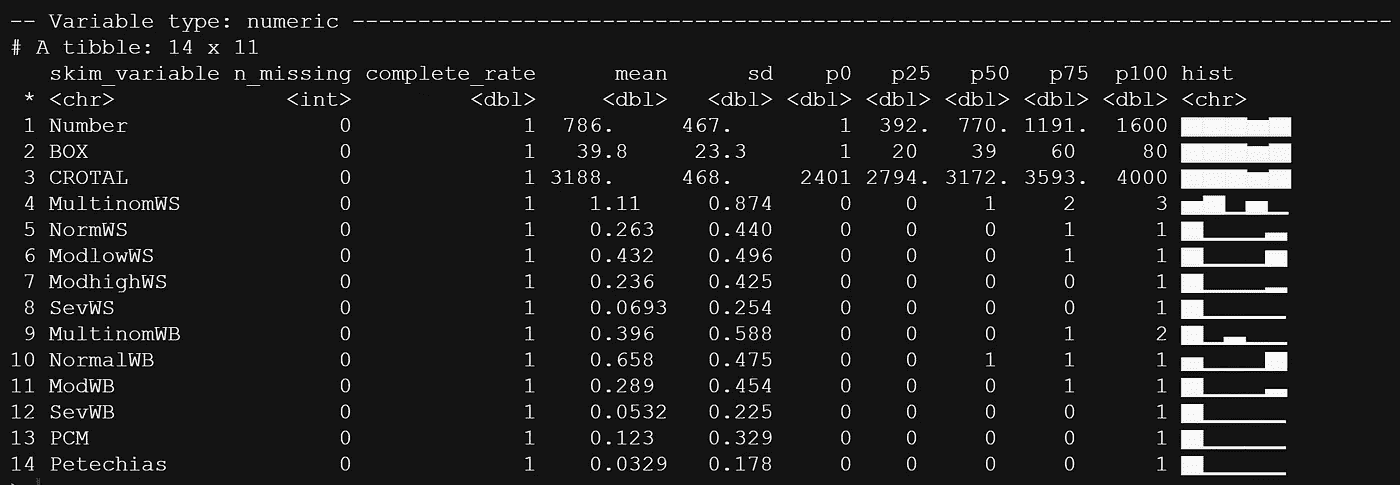 -- Variable type: numeric --------------------------------------------------------------------------------
# A tibble: 14 x 11
skim_variable n_missing complete_rate mean sd p0 p25 p50 p75 p100 hist
* <chr> <int> <dbl> <dbl> <dbl> <dbl> <dbl> <dbl> <dbl> <dbl> <chr>
1 Number 0 1 786. 467. 1 392. 770. 1191. 1600
2 BOX 0 1 39.8 23.3 1 20 39 60 80
3 CROTAL 0 1 3188. 468. 2401 2794. 3172. 3593. 4000
4 MultinomWS 0 1 1.11 0.874 0 0 1 2 3
5 NormWS 0 1 0.263 0.440 0 0 0 1 1
6 ModlowWS 0 1 0.432 0.496 0 0 0 1 1
7 ModhighWS 0 1 0.236 0.425 0 0 0 0 1
8 SevWS 0 1 0.0693 0.254 0 0 0 0 1
9 MultinomWB 0 1 0.396 0.588 0 0 0 1 2
10 NormalWB 0 1 0.658 0.475 0 0 1 1 1
11 ModWB 0 1 0.289 0.454 0 0 0 1 1
12 SevWB 0 1 0.0532 0.225 0 0 0 0 1
13 PCM 0 1 0.123 0.329 0 0 0 0 1
14 Petechias 0 1 0.0329 0.178 0 0 0 0 1